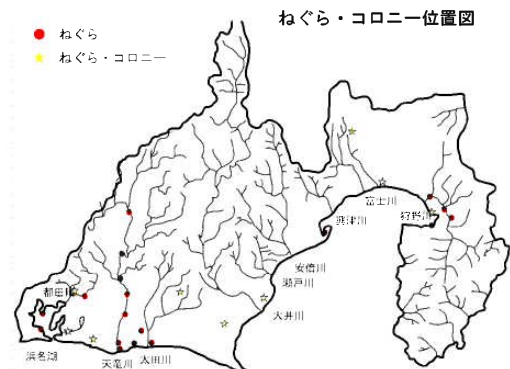 ねぐら・コロニー位置図
ねぐら
ねぐら・コロニー
富士川
狩野川
興津川
安倍川
瀬戸川
大井川
都田川
浜名湖
天竜川
太田川